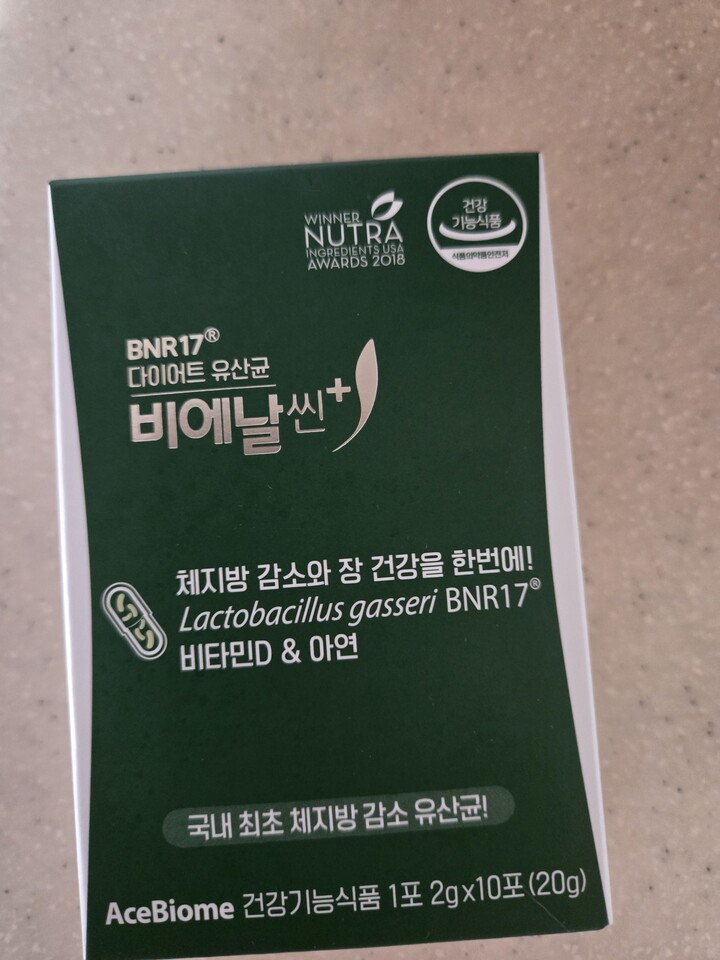 WINNER
NUTRA
INGREDIENTS USA
AWARDS 2018
건강
기능식품
식품의약품안전처
BNR17®
다이어트 유산균
비에날씬+
체지방 감소와 장 건강을 한번에!
Lactobacillus gasseri BNR17®
비타민D & 아연
국내 최초 체지방 감소 유산균!
AceBiome 건강기능식품 1포 2gx10포(20g)